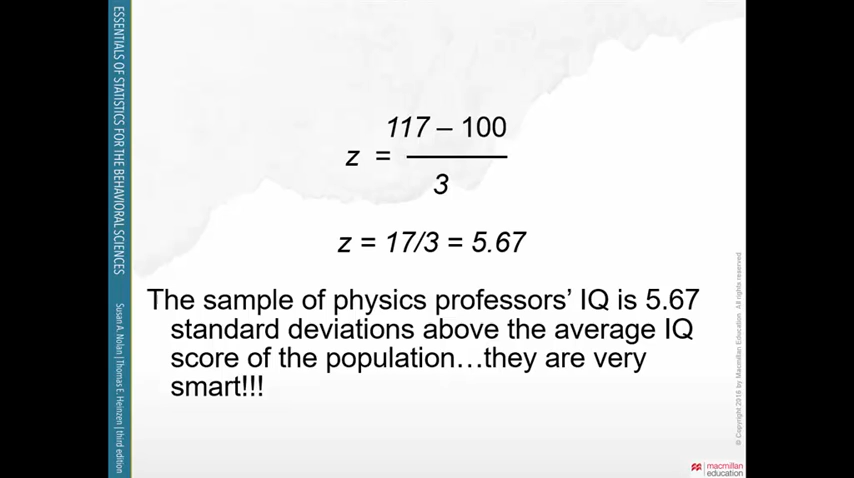 ESSENTIALS OF STATISTICS FOR THE BEHAVIORAL SCIENCES
Susan A. Nolan | Thomas E. Heinzen | third edition
117 – 100
z =
3
z = 17/3 = 5.67
The sample of physics professors’ IQ is 5.67
standard deviations above the average IQ
score of the population…they are very
smart!!!
© Copyright 2016 by Macmillan Education All rights reserved
macmillan
education